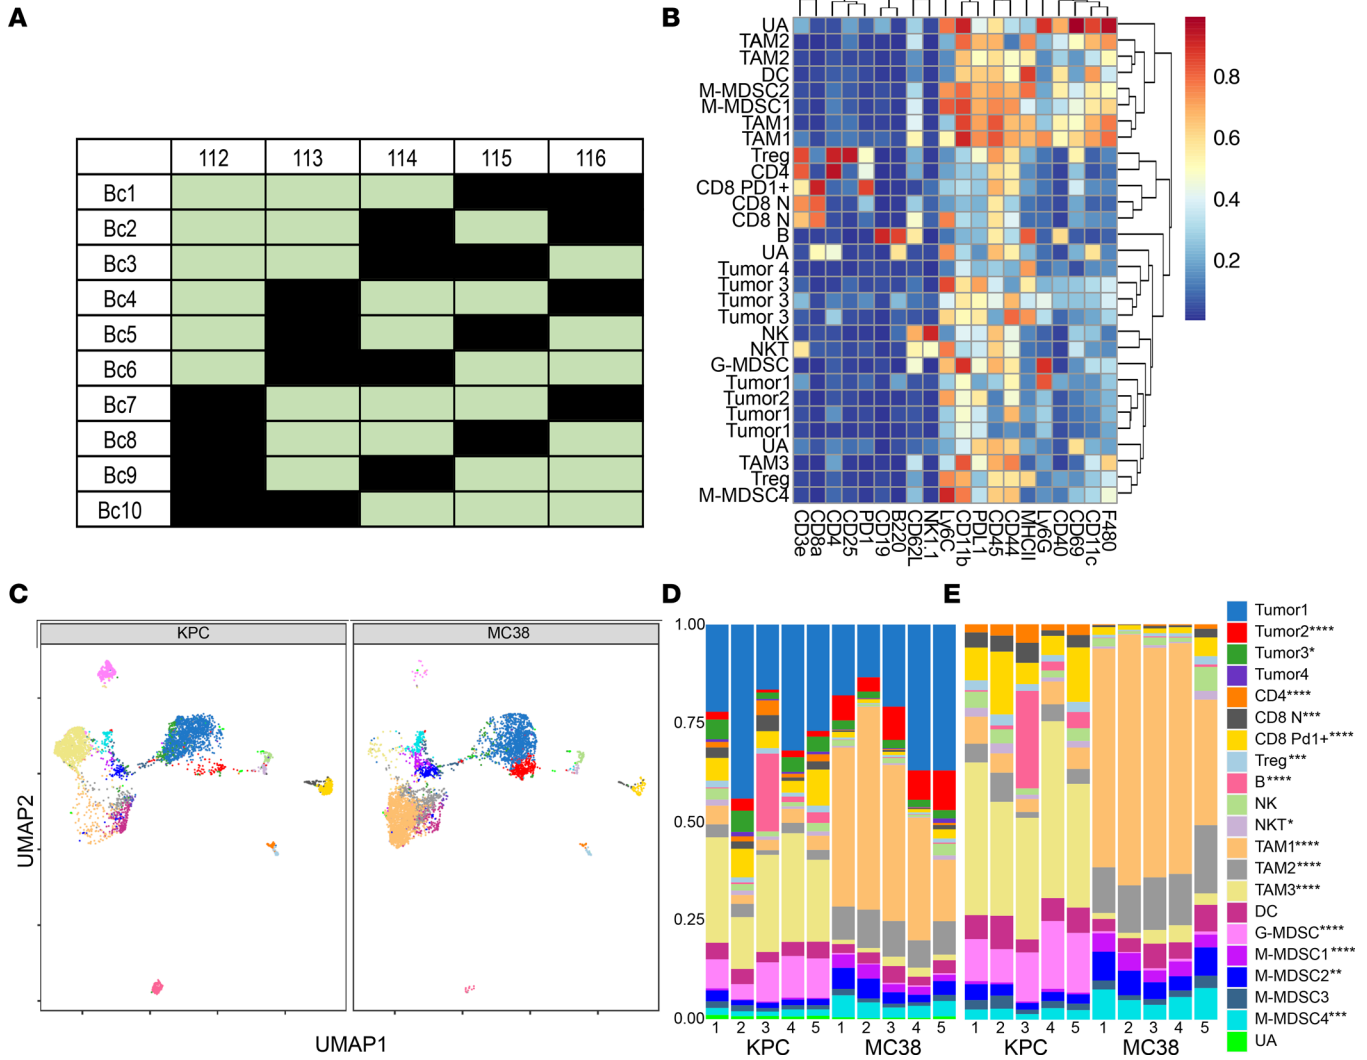 A
112 113 114 115 116
Bc1
Bc2
Bc3
Bc4
Bc5
Bc6
Bc7
Bc8
Bc9
Bc10
B
UA
TAM2
TAM2
DC
M-MDSC2
M-MDSC1
TAM1
TAM1
Treg
CD4
CD8 PD1+
CD8 N
CD8 N
B
UA
Tumor 4
Tumor 3
Tumor 3
Tumor 3
NK
NKT
G-MDSC
Tumor1
Tumor2
Tumor1
Tumor1
UA
TAM3
Treg
M-MDSC4
CD3e
CD8a
CD4
CD25
PD1
CD19
B220
CD62L
NK1.1
Ly6C
CD11b
PDL1
CD45
CD44
MHCII
Ly6G
CD40
CD69
CD11c
F480
0.8
0.6
0.4
0.2
C
KPC
MC38
UMAP2
UMAP1
D
1.00
0.75
0.50
0.25
0.00
1 2 3 4 5 1 2 3 4 5
KPC MC38
E
1 2 3 4 5 1 2 3 4 5
KPC MC38
Tumor1
Tumor2****
Tumor3*
Tumor4
CD4****
CD8 N***
CD8 Pd1+****
Treg***
B****
NK
NKT*
TAM1****
TAM2****
TAM3****
DC
G-MDSC****
M-MDSC1****
M-MDSC2**
M-MDSC3
M-MDSC4***
UA